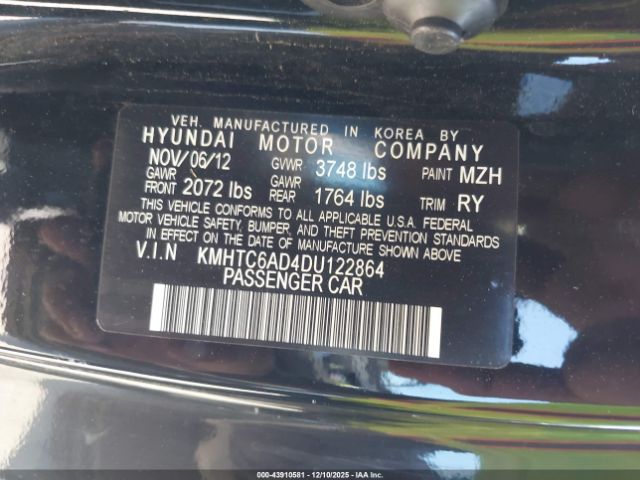 VEH. MANUFACTURED IN KOREA BY
HYUNDAI MOTOR COMPANY
NOV/06/12 GVWR 3748 lbs PAINT MZH
GAWR FRONT 2072 lbs GAWR REAR 1764 lbs TRIM RY
THIS VEHICLE CONFORMS TO ALL APPLICABLE U.S.A. FEDERAL
MOTOR VEHICLE SAFETY, BUMPER, AND THEFT PREVENTION STANDARDS
IN EFFECT ON THE DATE OF MANUFACTURE SHOWN ABOVE.
V.I.N KMHTC6AD4DU122864
PASSENGER CAR
000-43910581 - 12/10/2025 - IAAI.CA